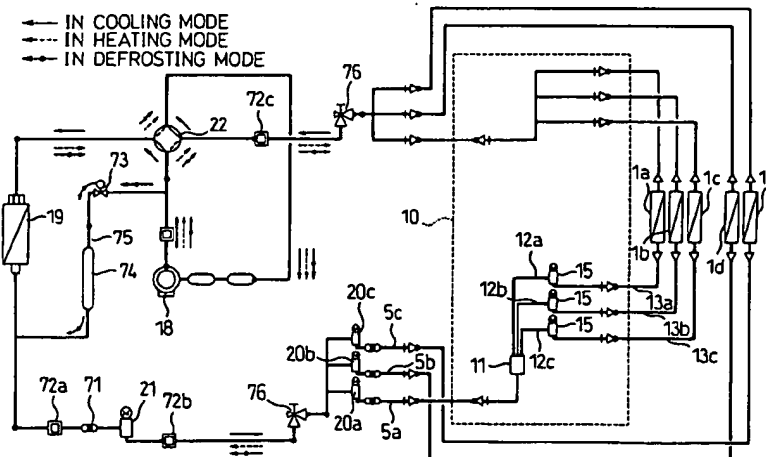 IN COOLING MODE
IN HEATING MODE
IN DEFROSTING MODE
76
72c
22
73
1a
1c
19
10
75
12a
15
1b
1d
74
12b
15
13a
18
20c
5c
15
13b
11
12c
13c
20b
5b
72a
71
21
72b
76
20a
5a